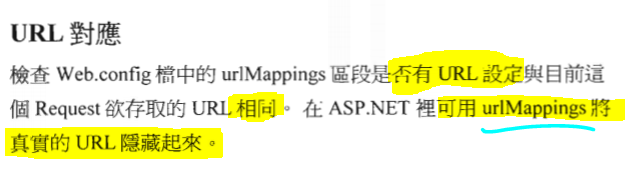 URL 對應
檢查 Web.config 檔中的 urlMappings 區段是否有 URL 設定與目前這
個 Request 欲存取的 URL 相同。 在 ASP.NET 裡可用 urlMappings 將
真實的 URL 隱藏起來。